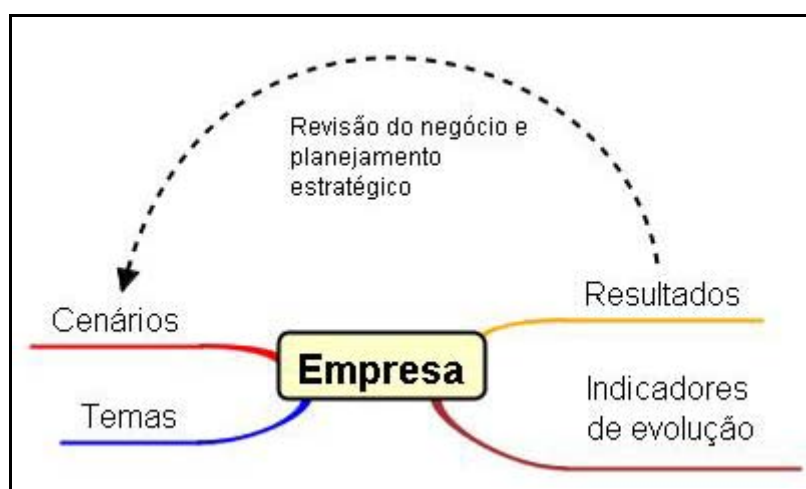 Revisão do negócio e
planejamento
estratégico
Cenários
Resultados
Empresa
Temas
Indicadores
de evolução